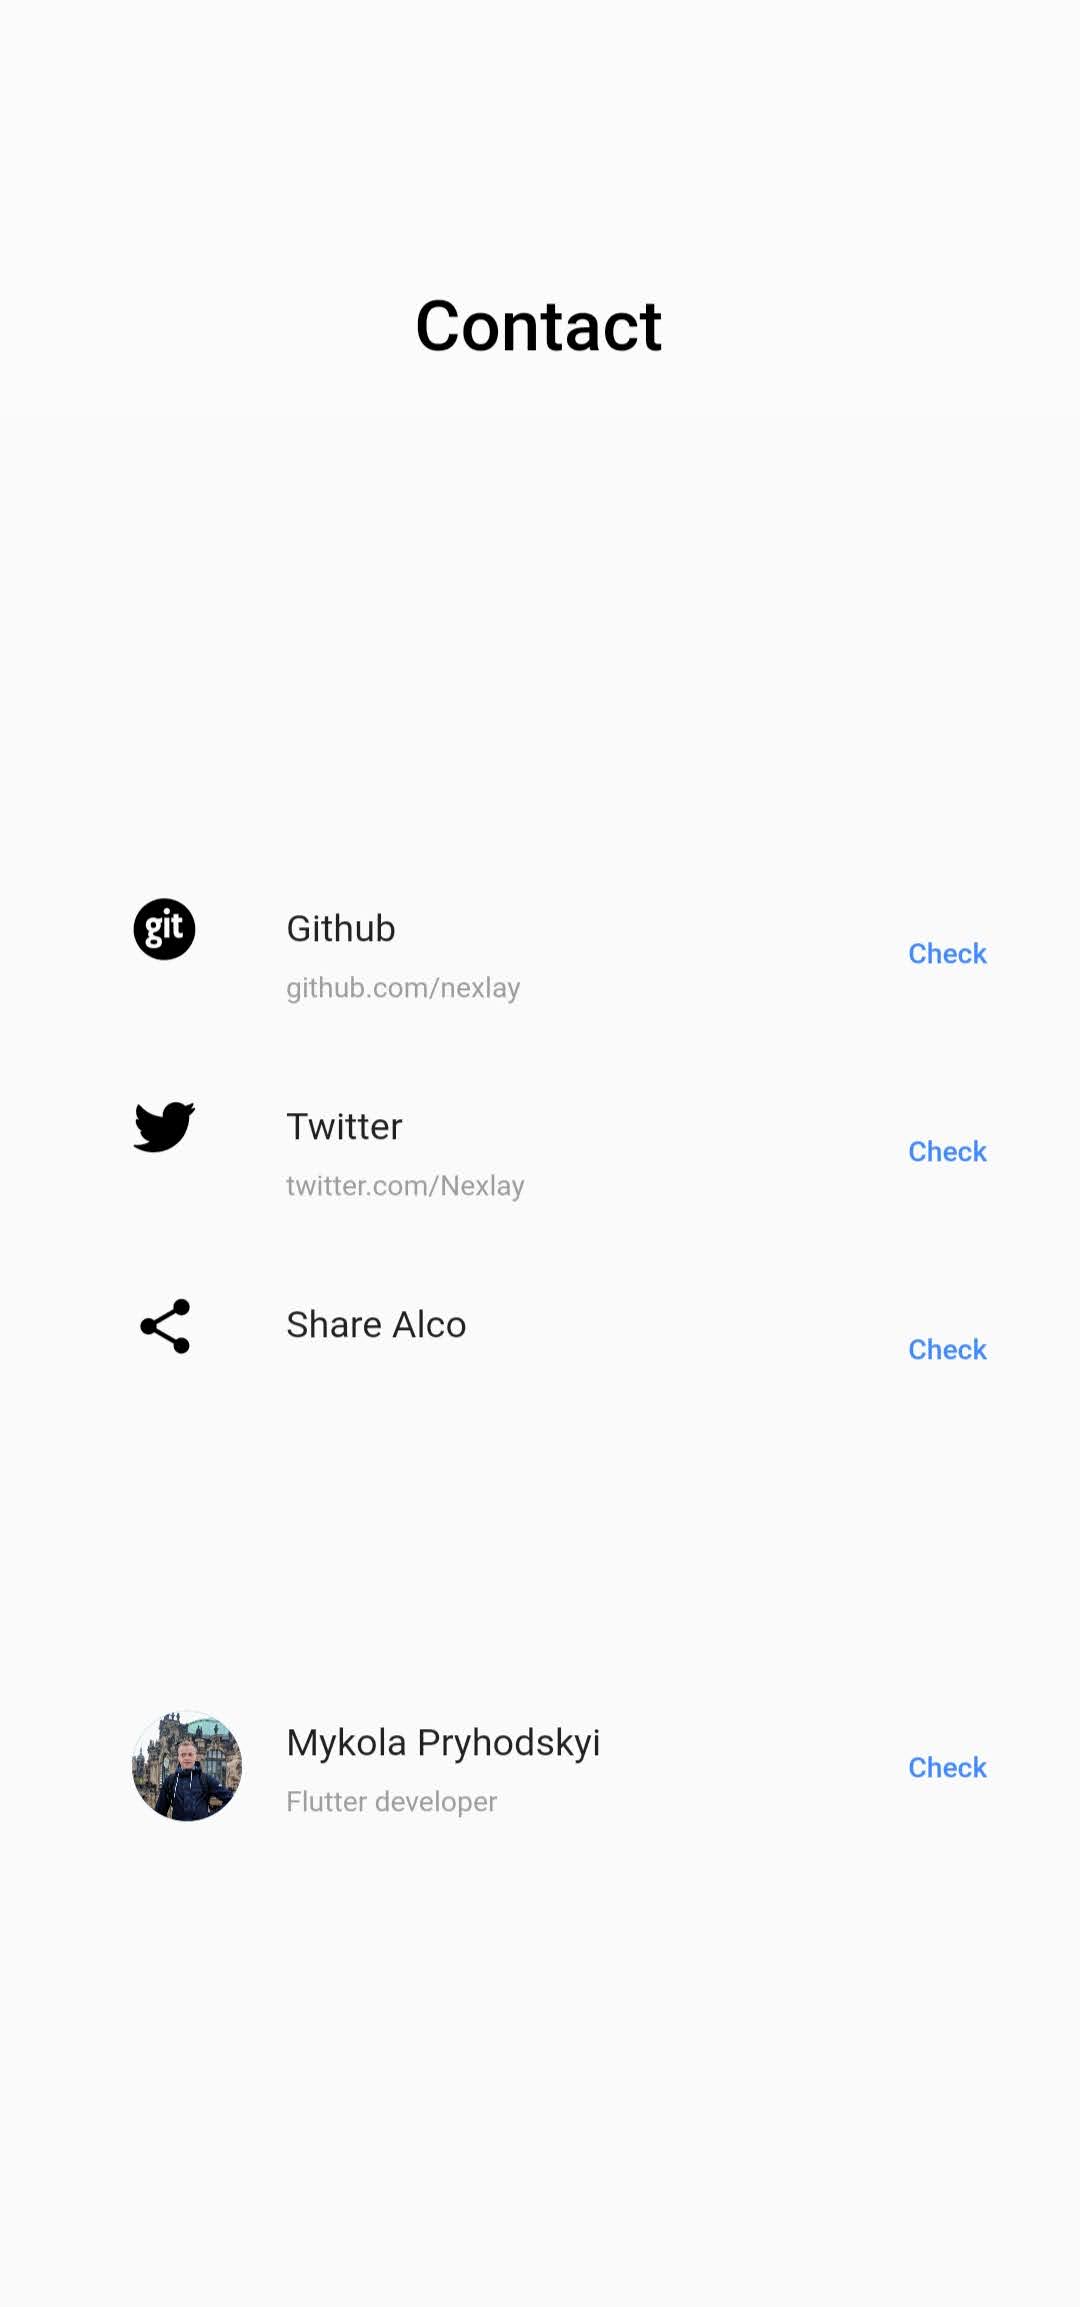 Contact
git
Github
github.com/nexlay
Check
Twitter
twitter.com/Nexlay
Check
Share Alco
Check
Mykola Pryhodskyi
Flutter developer
Check